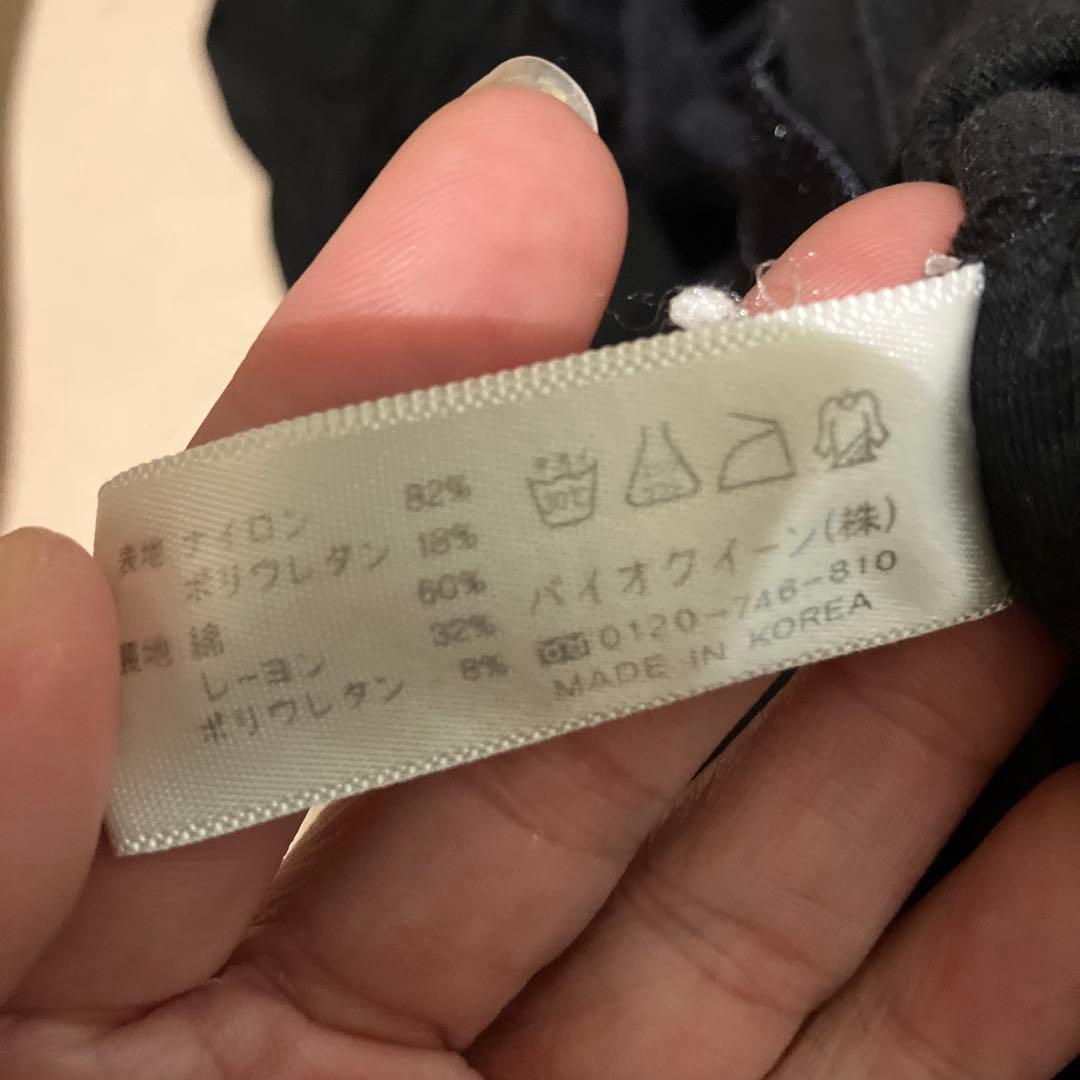 表地 ナイロン 82%
ポリウレタン 18%
裏地 綿 60%
レーヨン 32%
ポリウレタン 8%
バイオクイーン(株)
0120-746-810
MADE IN KOREA